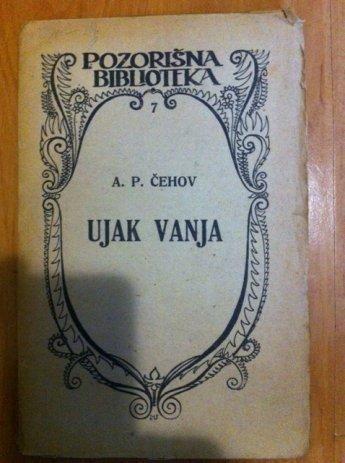 POZORIŠNA
BIBLIOTEKA
7
A. P. ČEHOV
UJAK VANJA